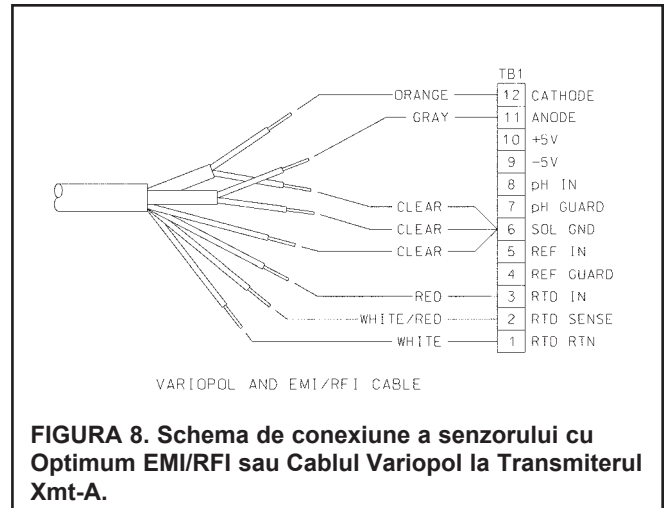 TB1
ORANGE 12 CATHODE
GRAY 11 ANODE
10 +5V
9 -5V
8 pH IN
CLEAR 7 pH GUARD
CLEAR 6 SOL GND
CLEAR 5 REF IN
4 REF GUARD
RED 3 RTD IN
WHITE/RED 2 RTD SENSE
WHITE 1 RTD RTN
VARIOPOL AND EMI/RFI CABLE
FIGURA 8. Schema de conexiune a senzorului cu
Optimum EMI/RFI sau Cablul Variopol la Transmiterul
Xmt-A.